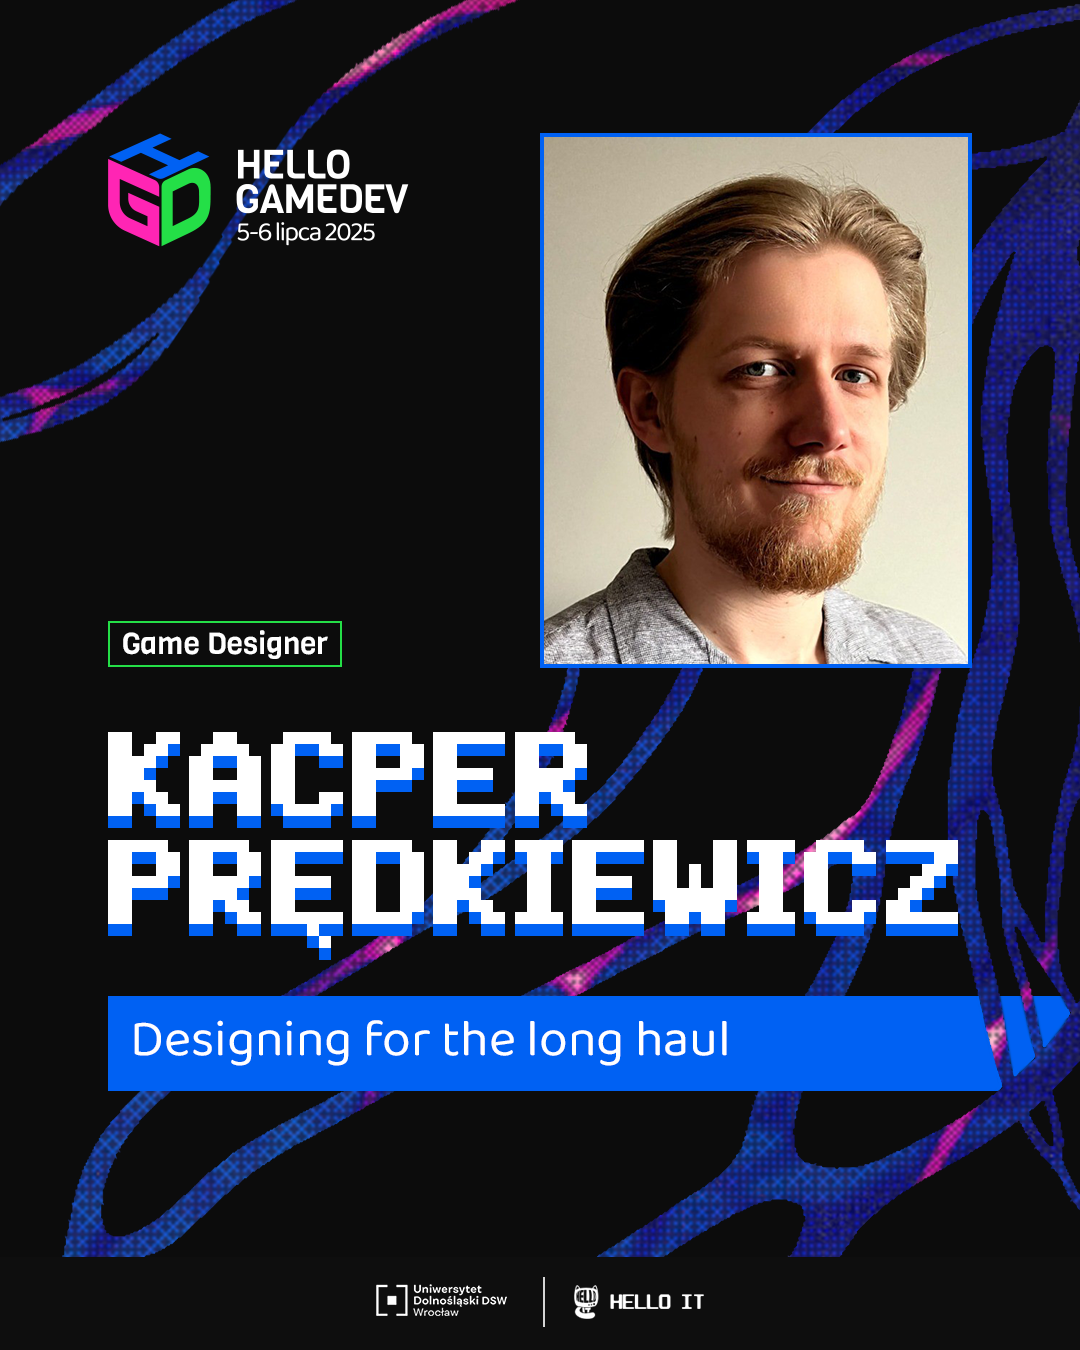 HELLO
GAMEDEV
5-6 lipca 2025
Game Designer
KACPER
PRĘDKIEWICZ
Designing for the long haul
Uniwersytet
Dolnośląski DSW
Wrocław
HELLO IT